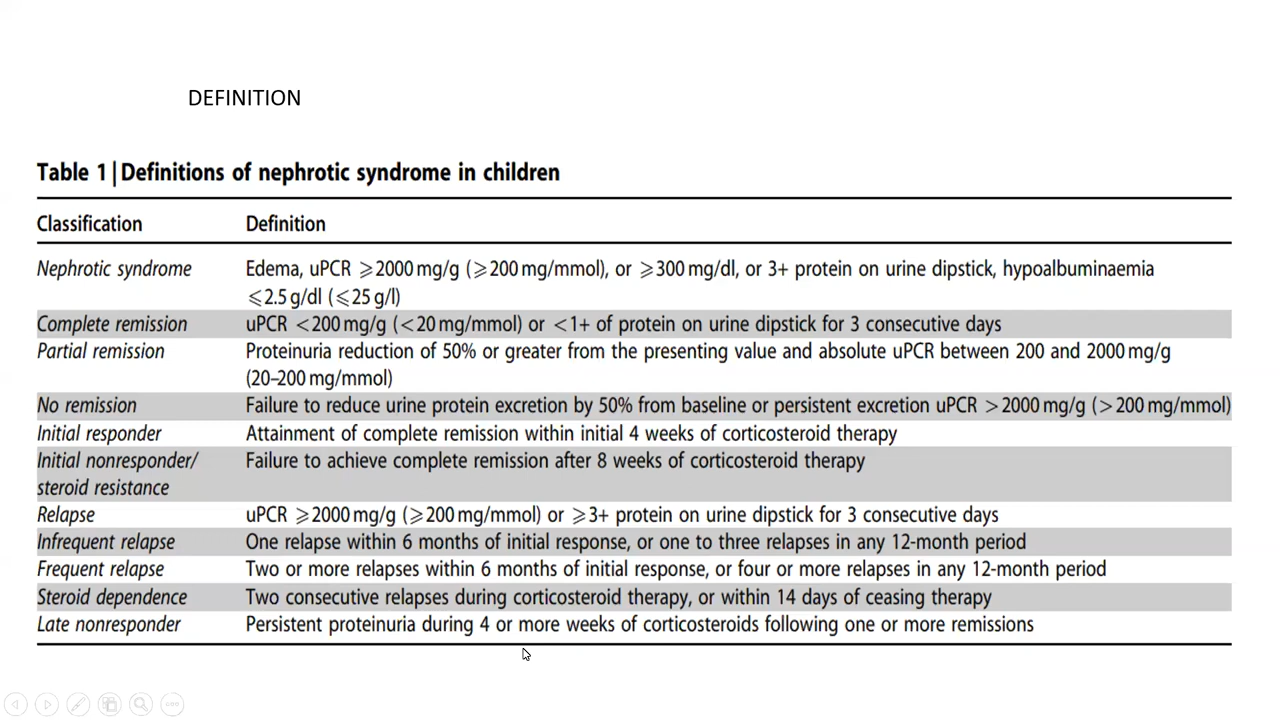 DEFINITION
Table 1 | Definitions of nephrotic syndrome in children
Classification Definition
Nephrotic syndrome Edema, uPCR ⩾2000 mg/g (⩾200 mg/mmol), or ⩾300 mg/dl, or 3+ protein on urine dipstick, hypoalbuminaemia
⩽2.5 g/dl (⩽25 g/l)
Complete remission uPCR <200 mg/g (<20 mg/mmol) or <1+ of protein on urine dipstick for 3 consecutive days
Partial remission Proteinuria reduction of 50% or greater from the presenting value and absolute uPCR between 200 and 2000 mg/g
(20–200 mg/mmol)
No remission Failure to reduce urine protein excretion by 50% from baseline or persistent excretion uPCR >2000 mg/g (>200 mg/mmol)
Initial responder Attainment of complete remission within initial 4 weeks of corticosteroid therapy
Initial nonresponder/ Failure to achieve complete remission after 8 weeks of corticosteroid therapy
steroid resistance
Relapse uPCR ⩾2000 mg/g (⩾200 mg/mmol) or ⩾3+ protein on urine dipstick for 3 consecutive days
Infrequent relapse One relapse within 6 months of initial response, or one to three relapses in any 12-month period
Frequent relapse Two or more relapses within 6 months of initial response, or four or more relapses in any 12-month period
Steroid dependence Two consecutive relapses during corticosteroid therapy, or within 14 days of ceasing therapy
Late nonresponder Persistent proteinuria during 4 or more weeks of corticosteroids following one or more remissions